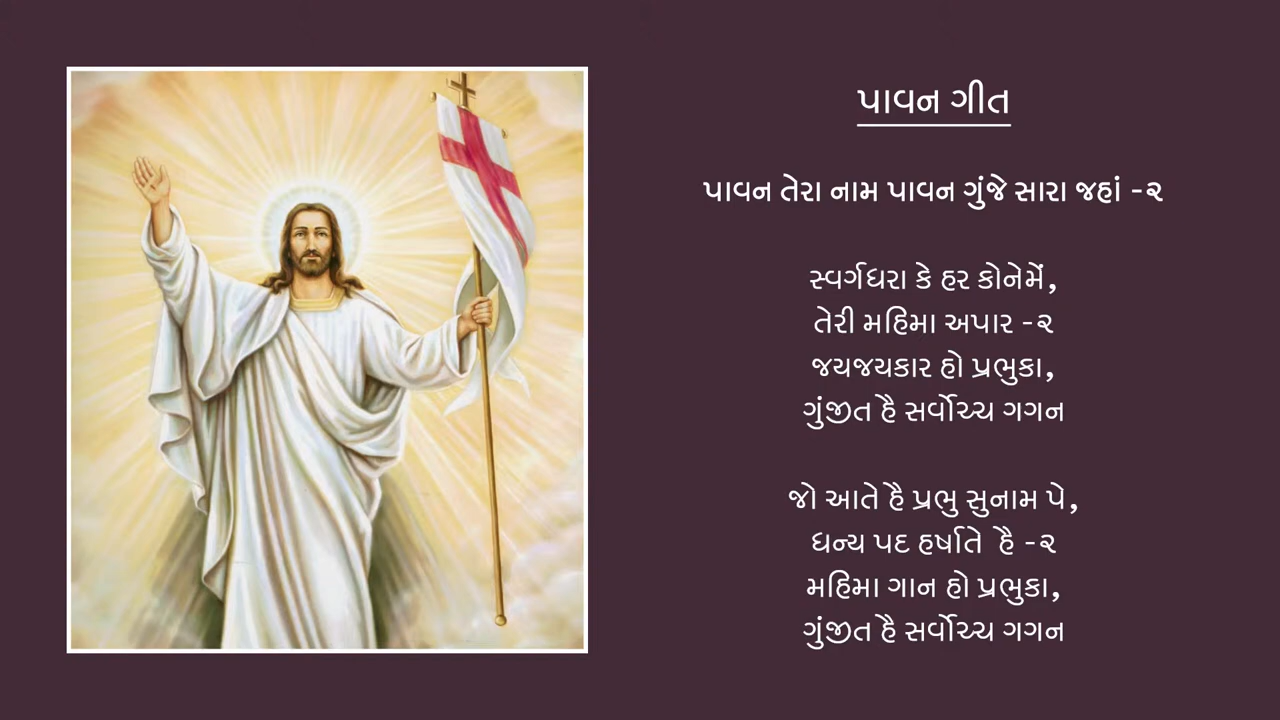 પાવન ગીત
પાવન તેરા નામ પાવન ગુંજે સારા જહાં -૨
સ્વર્ગધરા કે હર કોનેમેં,
તેરી મહિમા અપાર -૨
જયજયકાર હો પ્રભુકા,
ગુંજીત હૈ સર્વોચ્ચ ગગન
જો આતે હૈ પ્રભુ સુનામ પે,
ધન્ય પદ હર્ષાતે હૈ -૨
મહિમા ગાન હો પ્રભુકા,
ગુંજીત હૈ સર્વોચ્ચ ગગન